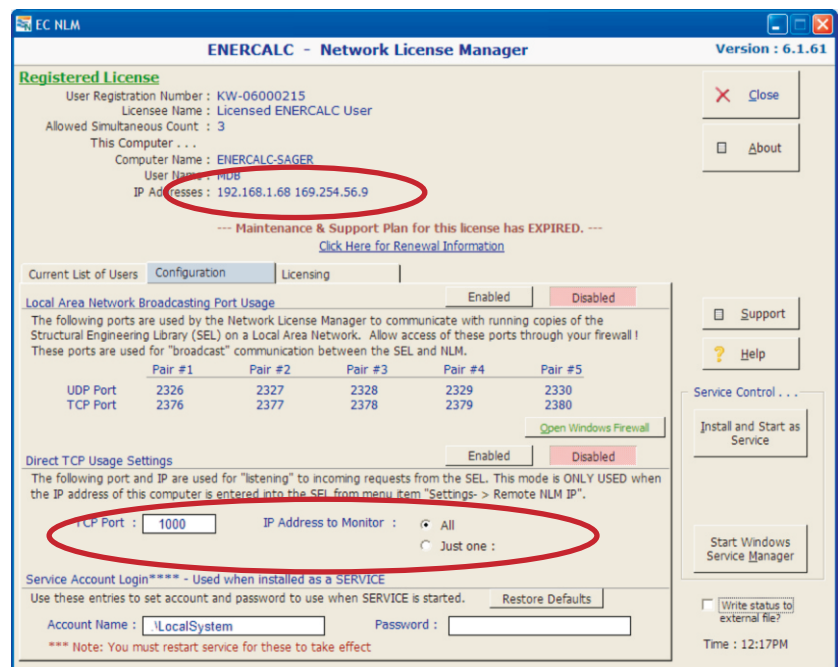 EC NLM
ENERCALC - Network License Manager
Version : 6.1.61
Registered License
User Registration Number : KW-06000215
Licensee Name : Licensed ENERCALC User
Allowed Simultaneous Count : 3
This Computer . . .
Computer Name : ENERCALC-SAGER
User Name : MDB
IP Addresses : 192.168.1.68 169.254.56.9
Close
About
--- Maintenance & Support Plan for this license has EXPIRED. ---
Click Here for Renewal Information
Current List of Users Configuration Licensing
Local Area Network Broadcasting Port Usage Enabled Disabled
The following ports are used by the Network License Manager to communicate with running copies of the
Structural Engineering Library (SEL) on a Local Area Network. Allow access of these ports through your firewall !
These ports are used for "broadcast" communication between the SEL and NLM.
Pair #1 Pair #2 Pair #3 Pair #4 Pair #5
UDP Port 2326 2327 2328 2329 2330
TCP Port 2376 2377 2378 2379 2380
Open Windows Firewall
Direct TCP Usage Settings Enabled Disabled
The following port and IP are used for "listening" to incoming requests from the SEL. This mode is ONLY USED when
the IP address of this computer is entered into the SEL from menu item "Settings- > Remote NLM IP".
TCP Port : 1000 IP Address to Monitor : All
Just one :
Service Account Login**** - Used when installed as a SERVICE
Use these entries to set account and password to use when SERVICE is started. Restore Defaults
Account Name : .\LocalSystem Password :
*** Note: You must restart service for these to take effect
Support
Help
Service Control . . .
Install and Start as
Service
Start Windows
Service Manager
Write status to
external file?
Time : 12:17PM